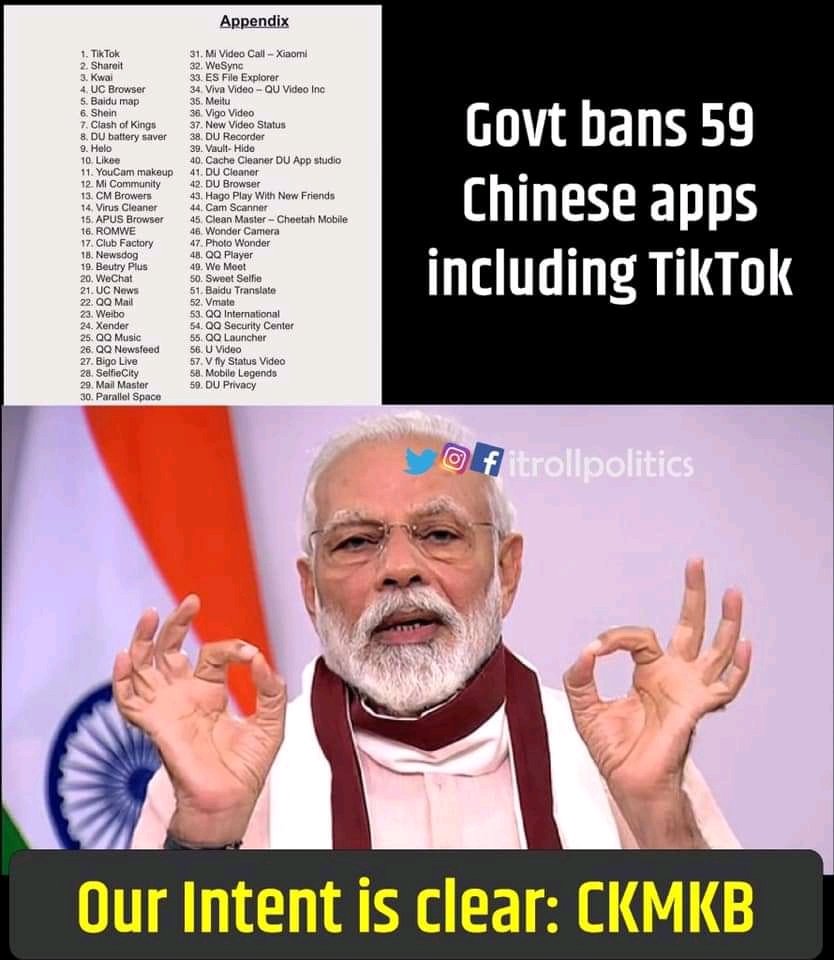 Appendix
1. TikTok
2. Shareit
3. Kwai
4. UC Browser
5. Baidu map
6. Shein
7. Clash of Kings
8. DU battery saver
9. Helo
10. Likee
11. YouCam makeup
12. Mi Community
13. CM Browers
14. Virus Cleaner
15. APUS Browser
16. ROMWE
17. Club Factory
18. Newsdog
19. Beutry Plus
20. WeChat
21. UC News
22. QQ Mail
23. Weibo
24. Xender
25. QQ Music
26. QQ Newsfeed
27. Bigo Live
28. SelfieCity
29. Mail Master
30. Parallel Space
31. Mi Video Call – Xiaomi
32. WeSync
33. ES File Explorer
34. Viva Video – QU Video Inc
35. Meitu
36. Vigo Video
37. New Video Status
38. DU Recorder
39. Vault- Hide
40. Cache Cleaner DU App studio
41. DU Cleaner
42. DU Browser
43. Hago Play With New Friends
44. Cam Scanner
45. Clean Master – Cheetah Mobile
46. Wonder Camera
47. Photo Wonder
48. QQ Player
49. We Meet
50. Sweet Selfie
51. Baidu Translate
52. Vmate
53. QQ International
54. QQ Security Center
55. QQ Launcher
56. U Video
57. V fly Status Video
58. Mobile Legends
59. DU Privacy
Govt bans 59
Chinese apps
including TikTok
itrollpolitics
Our Intent is clear: CKMKB